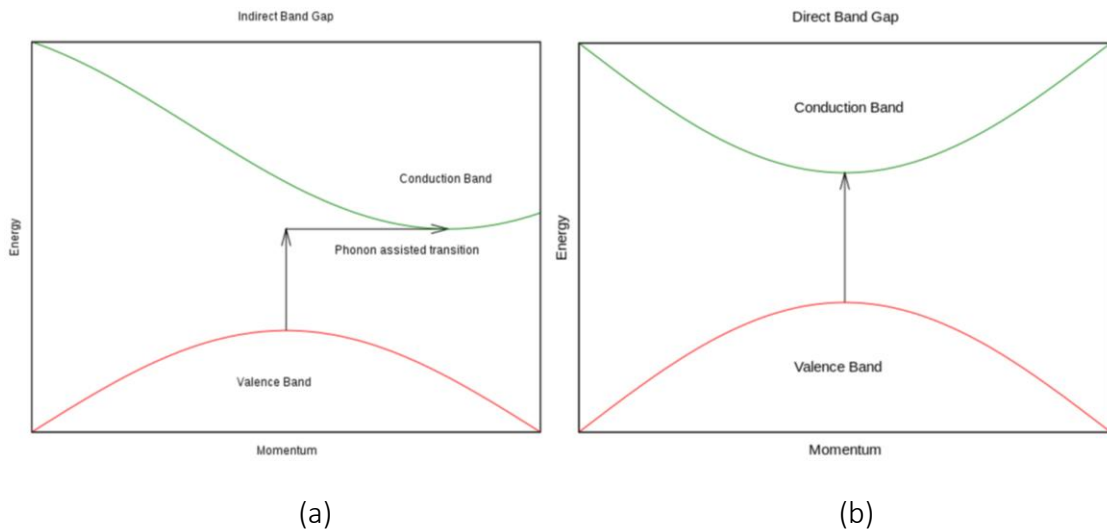 Indirect Band Gap
Conduction Band
Phonon assisted transition
Valence Band
Energy
Momentum
(a)
Direct Band Gap
Conduction Band
Valence Band
Energy
Momentum
(b)